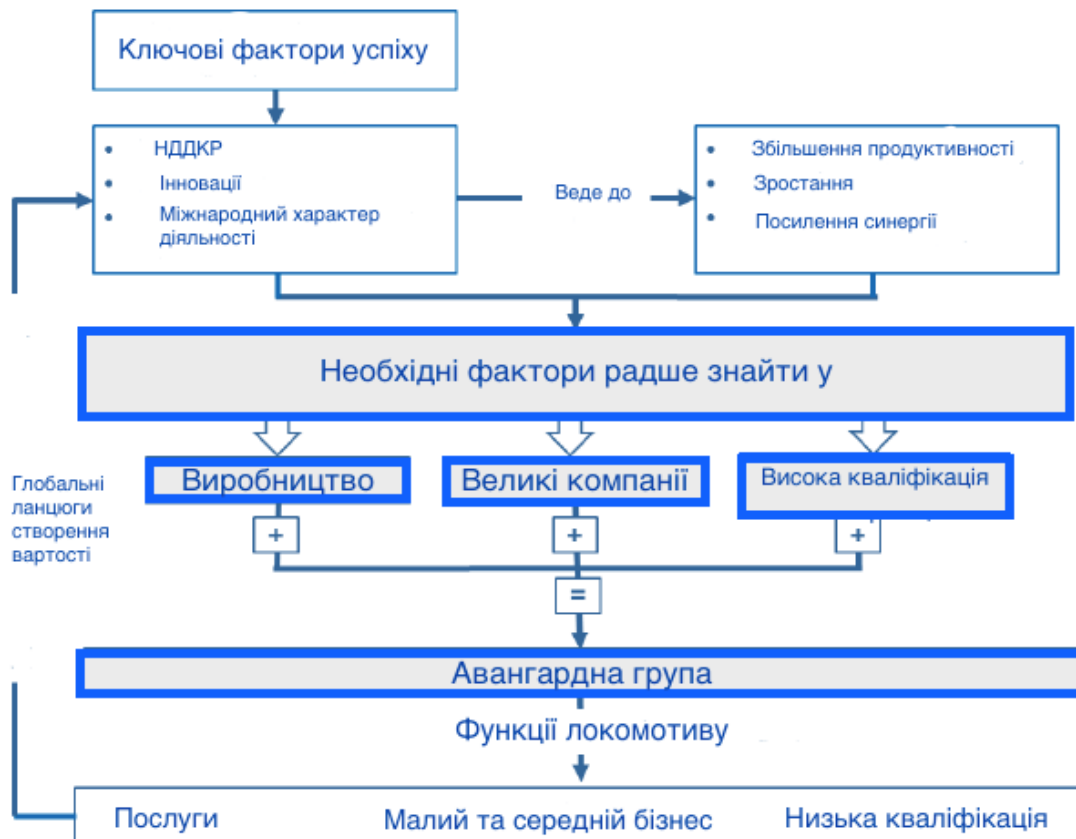 Ключові фактори успіху
• НДДКР
• Інновації
• Міжнародний характер
діяльності
Веде до
• Збільшення продуктивності
• Зростання
• Посилення синергії
Необхідні фактори радше знайти у
Виробництво
Великі компанії
Висока кваліфікація
Глобальні
ланцюги
створення
вартості
+
+
+
=
Авангардна група
Функції локомотиву
Послуги
Малий та середній бізнес
Низька кваліфікація